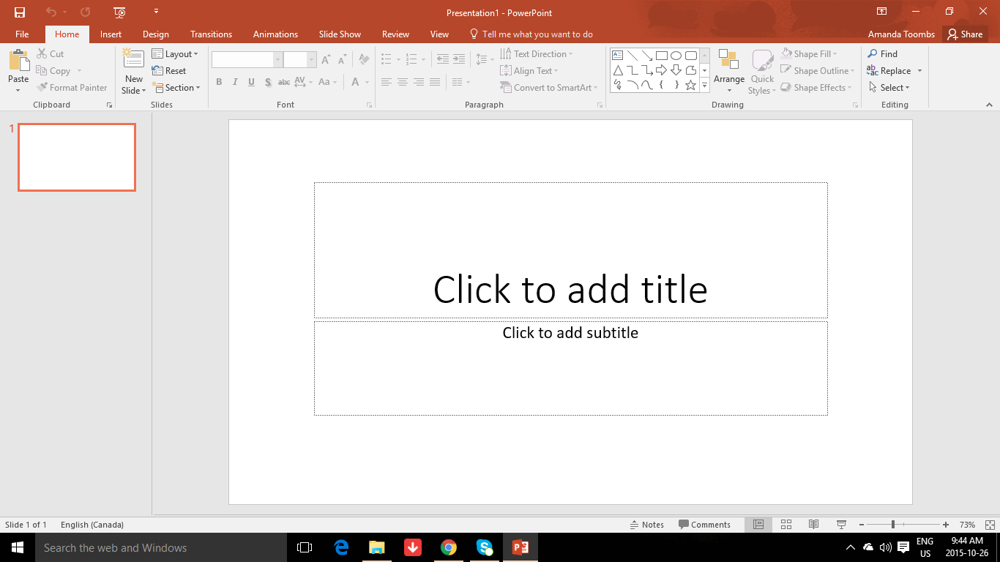 Presentation1 - PowerPoint
File Home Insert Design Transitions Animations Slide Show Review View Tell me what you want to do Amanda Toombs Share
Paste
Cut
Copy
Format Painter
Clipboard
New
Slide
Layout
Reset
Section
Slides
B I U S abc AV Aa A
Font
Text Direction
Align Text
Convert to SmartArt
Paragraph
Arrange
Quick
Styles
Shape Fill
Shape Outline
Shape Effects
Drawing
Find
Replace
Select
Editing
1
Click to add title
Click to add subtitle
Slide 1 of 1 English (Canada) Notes Comments 73%
Search the web and Windows
ENG
US
9:44 AM
2015-10-26